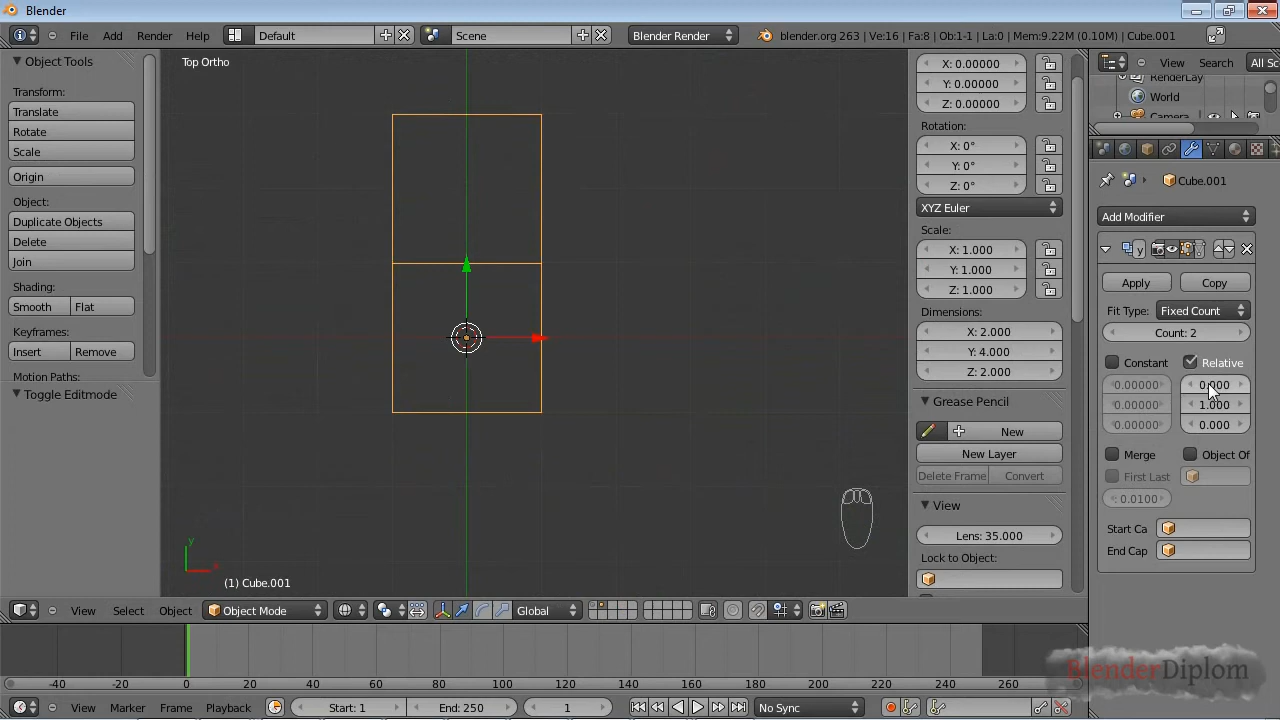 Blender
File Add Render Help Default Scene Blender Render blender.org 263 | Ve:16 | Fa:8 | Ob:1-1 | La:0 | Mem:9.22M (0.10M) | Cube.001
Object Tools
Transform:
Translate
Rotate
Scale
Origin
Object:
Duplicate Objects
Delete
Join
Shading:
Smooth Flat
Keyframes:
Insert Remove
Motion Paths:
Toggle Editmode
Top Ortho
y
x
(1) Cube.001
X: 0.00000
Y: 0.00000
Z: 0.00000
Rotation:
X: 0°
Y: 0°
Z: 0°
XYZ Euler
Scale:
X: 1.000
Y: 1.000
Z: 1.000
Dimensions:
X: 2.000
Y: 4.000
Z: 2.000
Grease Pencil
New
New Layer
Delete Frame Convert
View
Lens: 35.000
Lock to Object:
View Search All Sc
RenderLay
World
Camera
Cube.001
Add Modifier
y
Apply Copy
Fit Type: Fixed Count
Count: 2
Constant Relative
0.00000 0.000
0.00000 1.000
0.00000 0.000
Merge Object Of
First Last
: 0.0100
Start Ca
End Cap
View Select Object Object Mode Global
-40 -20 0 20 40 60 80 100 120 140 160 180 200 220 240 260
View Marker Frame Playback Start: 1 End: 250 1 No Sync
BlenderDiplom